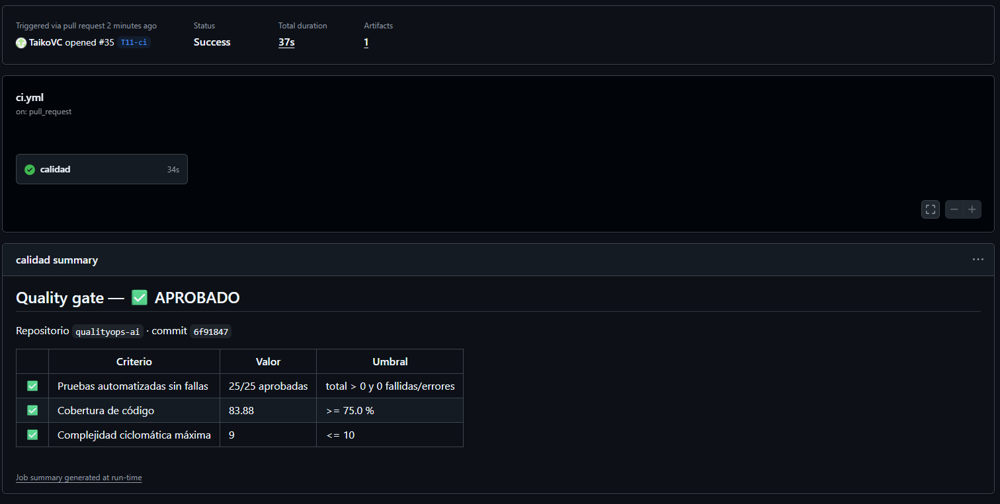 Triggered via pull request 2 minutes ago
TaikoVC opened #35 T11-ci
Status
Success
Total duration
37s
Artifacts
1
ci.yml
on: pull_request
calidad 34s
calidad summary
Quality gate — ✅ APROBADO
Repositorio qualityops-ai · commit 6f91847
Criterio Valor Umbral
✅ Pruebas automatizadas sin fallas 25/25 aprobadas total > 0 y 0 fallidas/errores
✅ Cobertura de código 83.88 >= 75.0 %
✅ Complejidad ciclomática máxima 9 <= 10
Job summary generated at run-time